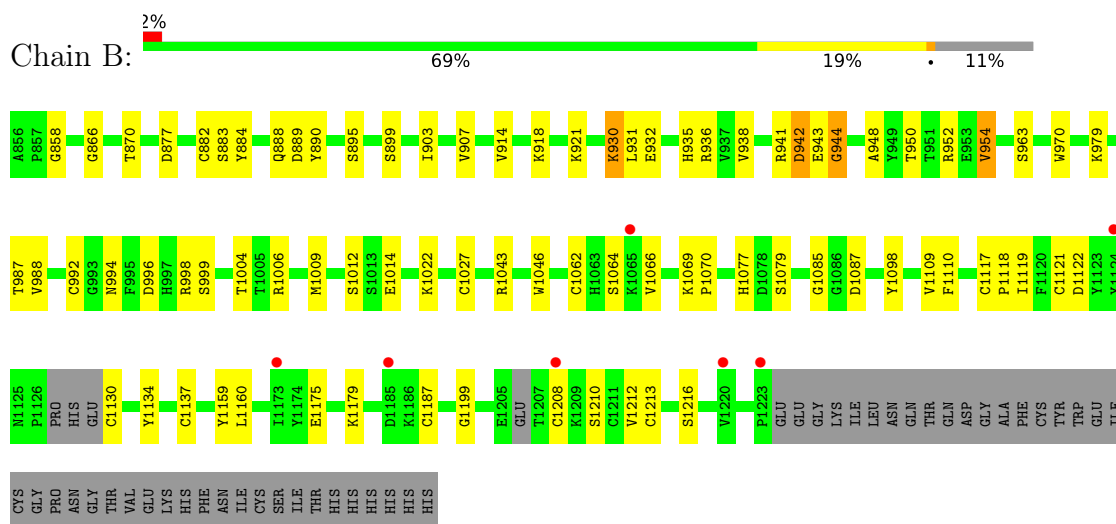 2%
Chain B:
69% 19% • 11%
A856 P857 G858 G866 T870 D877 C882 S883 Y884 Q888 D889 Y890 S895 S899 I903 V907 V914 K918 K921 K930 L931 E932 H935 R936 V937 V938 R941 D942 E943 G944 A948 Y949 T950 T951 R952 E953 V954 S963 W970 K979
T987 V988 C992 G993 N994 F995 D996 H997 R998 S999 T1004 T1005 R1006 M1009 S1012 S1013 E1014 K1022 C1027 R1043 W1046 C1062 H1063 S1064 K1065 V1066 K1069 P1070 H1077 D1078 S1079 G1085 G1086 D1087 Y1098 V1109 F1110 C1117 P1118 I1119 F1120 C1121 D1122 Y1123 Y1124
N1125 P1126 PRO HIS GLU C1130 Y1134 C1137 Y1159 L1160 I1173 Y1174 E1175 K1179 D1185 K1186 C1187 G1199 E1205 GLU T1207 C1208 K1209 S1210 C1211 V1212 C1213 S1216 V1220 P1223 GLU GLU GLY LYS ILE LEU ASN GLN THR GLN ASP GLY ALA PHE CYS TYR TRP GLU ILE
CYS GLY PRO ASN GLY THR VAL GLU LYS HIS PHE ASN ILE CYS SER ILE THR HIS HIS HIS HIS HIS HIS